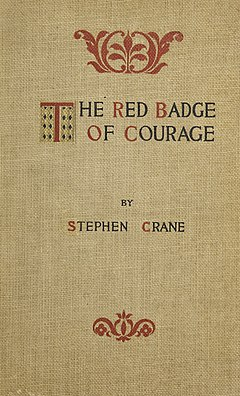 THE RED BADGE
OF COURAGE
BY
STEPHEN CRANE